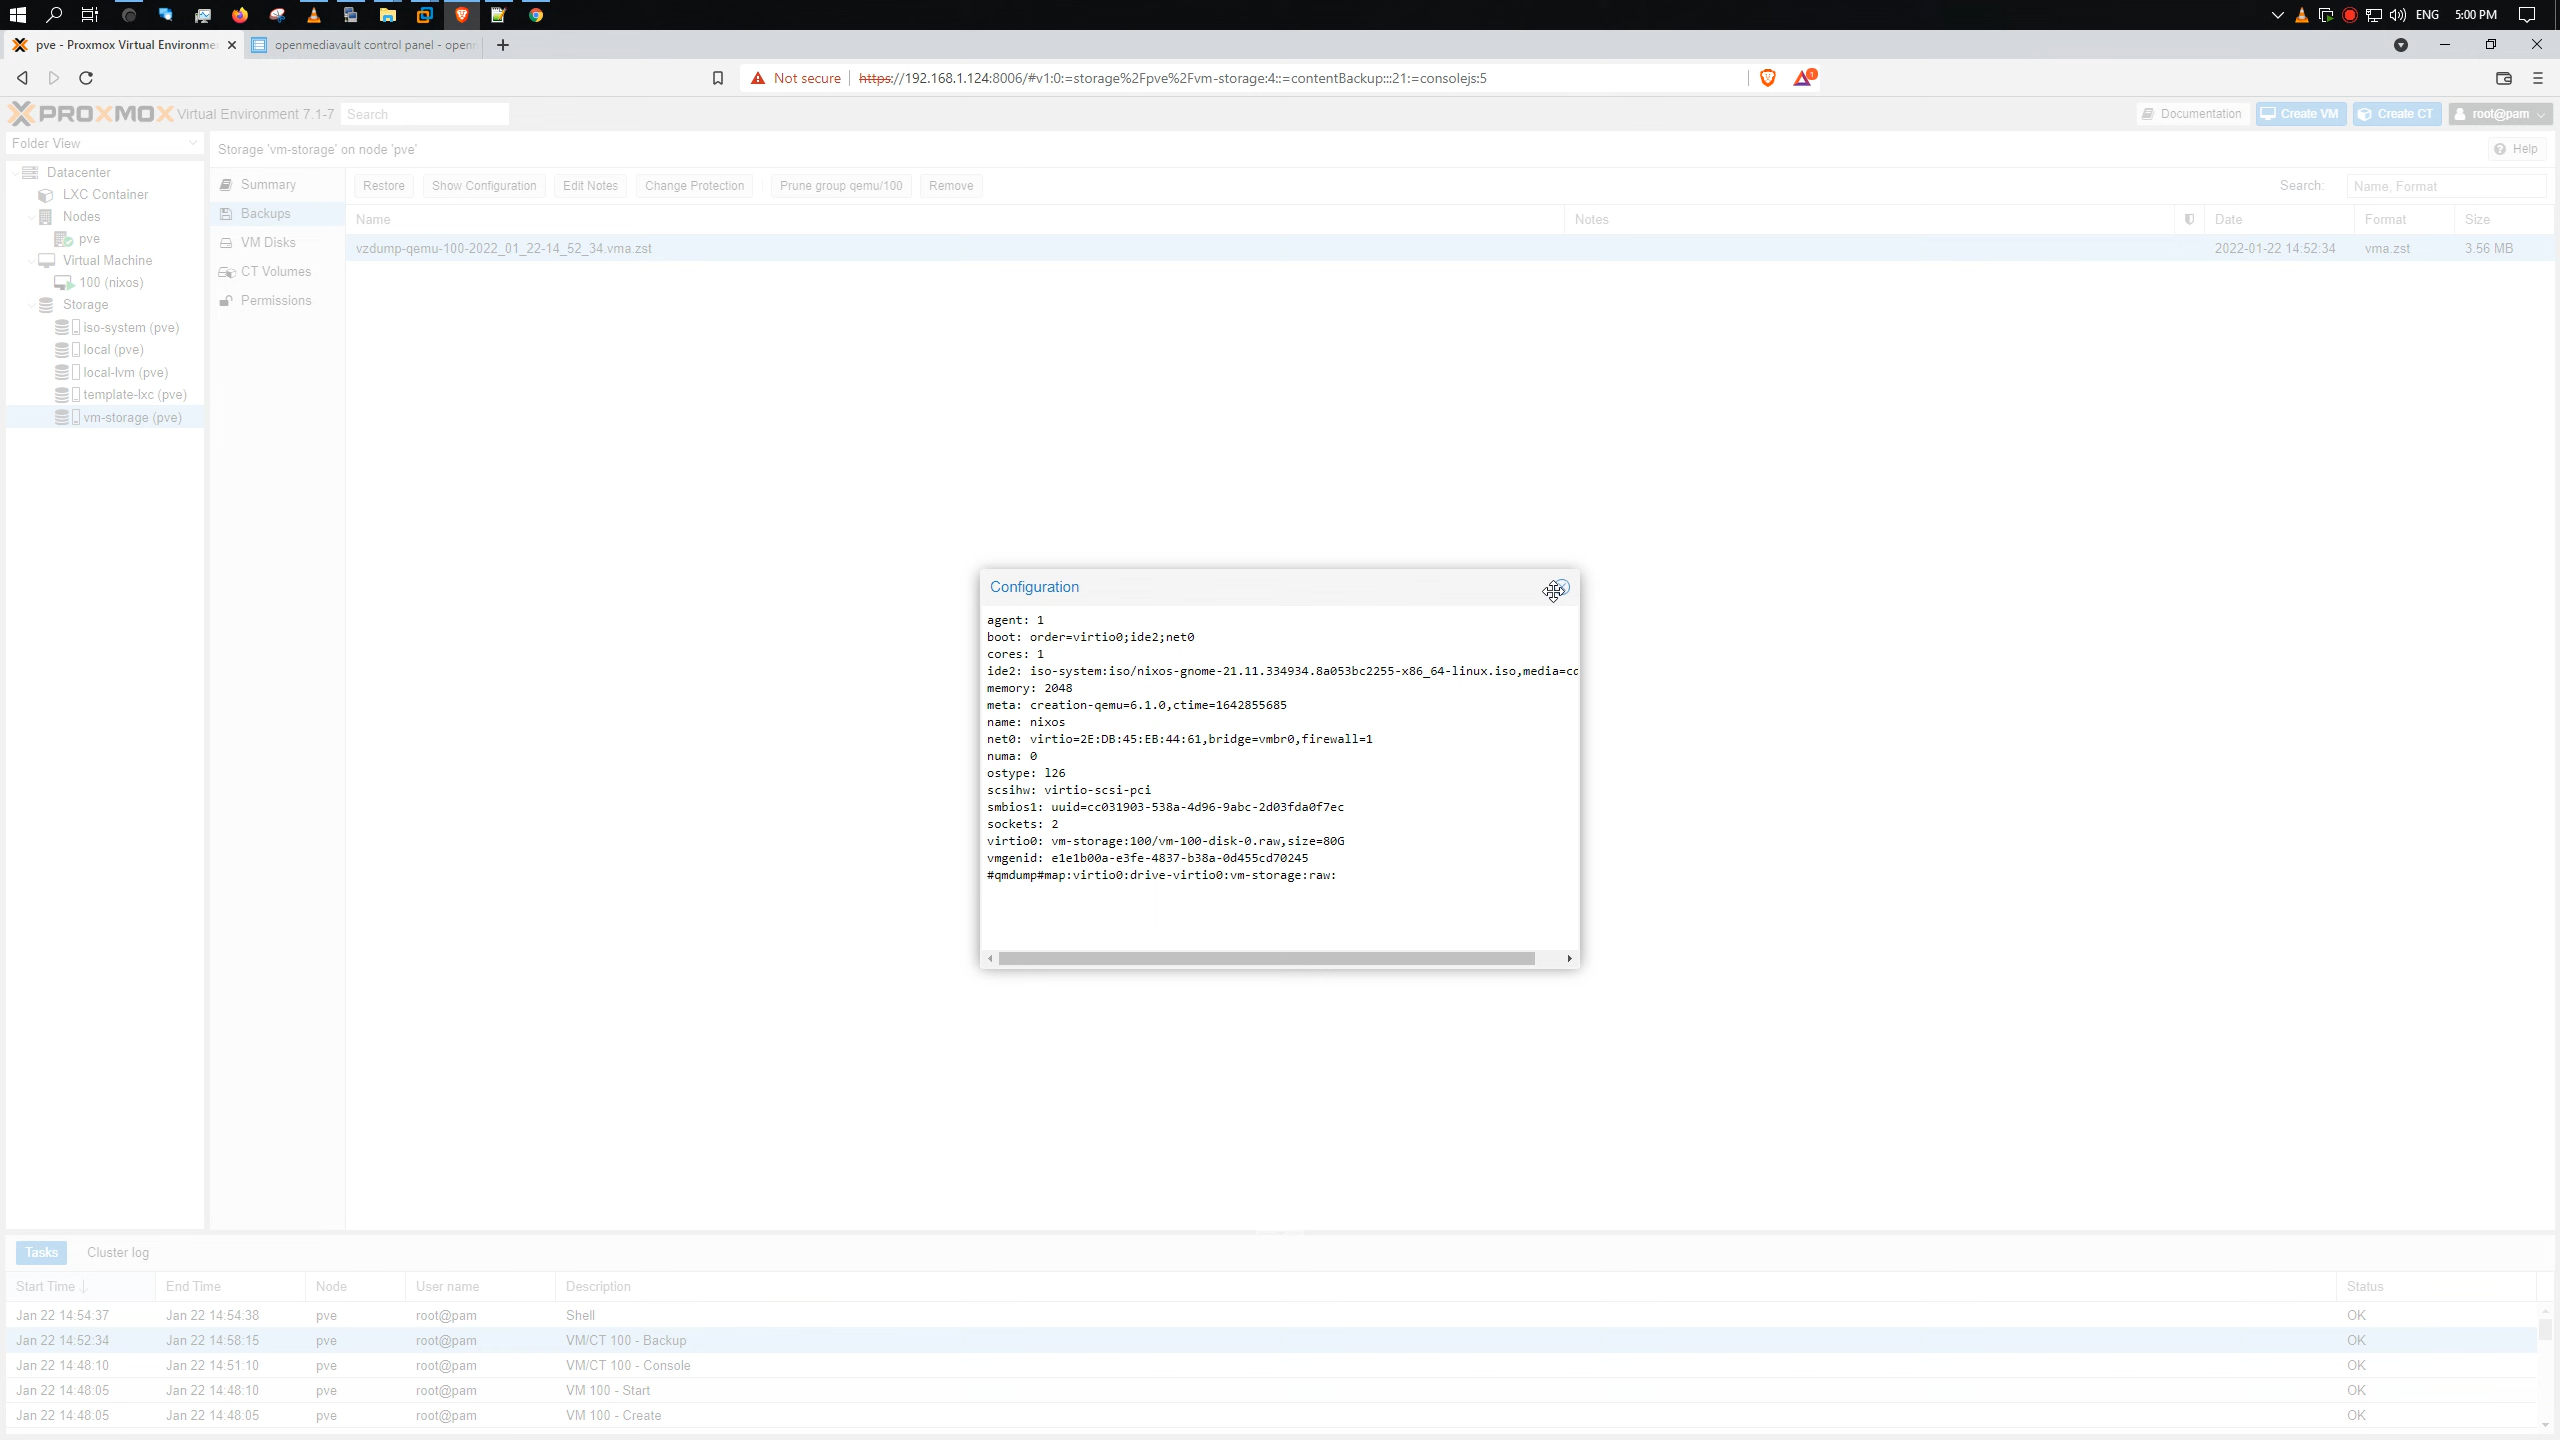 ENG 5:00 PM
pve - Proxmox Virtual Environme
openmediavault control panel - open
Not secure https://192.168.1.124:8006/#v1:0:=storage%2Fpve%2Fvm-storage:4::=contentBackup:::21:=consolejs:5
1
PROXMOX Virtual Environment 7.1-7 Search
Documentation Create VM Create CT root@pam
Folder View
Storage 'vm-storage' on node 'pve'
Help
Datacenter
LXC Container
Nodes
pve
Virtual Machine
100 (nixos)
Storage
iso-system (pve)
local (pve)
local-lvm (pve)
template-lxc (pve)
vm-storage (pve)
Summary
Backups
VM Disks
CT Volumes
Permissions
Restore Show Configuration Edit Notes Change Protection Prune group qemu/100 Remove Search: Name, Format
Name Notes Date Format Size
vzdump-qemu-100-2022_01_22-14_52_34.vma.zst 2022-01-22 14:52:34 vma.zst 3.56 MB
Configuration
agent: 1
boot: order=virtio0;ide2;net0
cores: 1
ide2: iso-system:iso/nixos-gnome-21.11.334934.8a053bc2255-x86_64-linux.iso,media=cd
memory: 2048
meta: creation-qemu=6.1.0,ctime=1642855685
name: nixos
net0: virtio=2E:DB:45:EB:44:61,bridge=vmbr0,firewall=1
numa: 0
ostype: l26
scsihw: virtio-scsi-pci
smbios1: uuid=cc031903-538a-4d96-9abc-2d03fda0f7ec
sockets: 2
virtio0: vm-storage:100/vm-100-disk-0.raw,size=80G
vmgenid: e1e1b00a-e3fe-4837-b38a-0d455cd70245
#qmdump#map:virtio0:drive-virtio0:vm-storage:raw:
Tasks Cluster log
Start Time End Time Node User name Description Status
Jan 22 14:54:37 Jan 22 14:54:38 pve root@pam Shell OK
Jan 22 14:52:34 Jan 22 14:58:15 pve root@pam VM/CT 100 - Backup OK
Jan 22 14:48:10 Jan 22 14:51:10 pve root@pam VM/CT 100 - Console OK
Jan 22 14:48:05 Jan 22 14:48:10 pve root@pam VM 100 - Start OK
Jan 22 14:48:05 Jan 22 14:48:05 pve root@pam VM 100 - Create OK